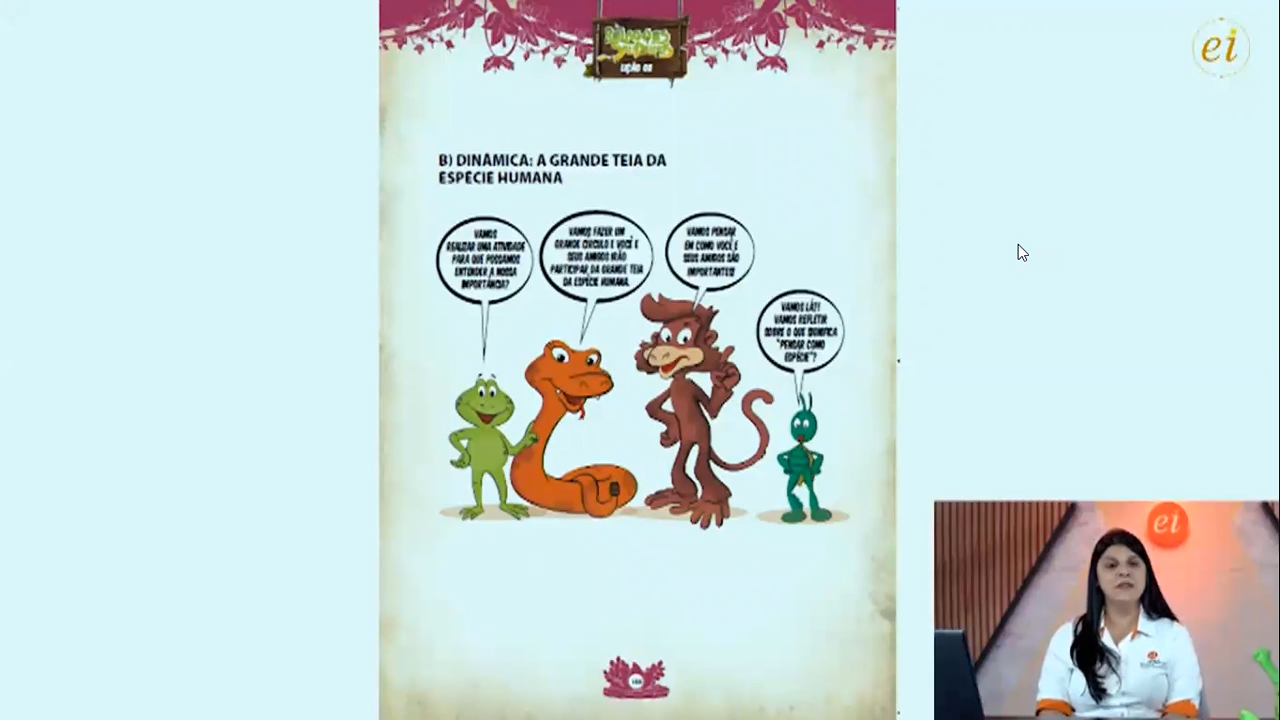 ei
LIÇÃO 02
B) DINÂMICA: A GRANDE TEIA DA
ESPÉCIE HUMANA
VAMOS
REALIZAR UMA ATIVIDADE
PARA QUE POSSAMOS
ENTENDER A NOSSA
IMPORTÂNCIA?
VAMOS FAZER UM
GRANDE CÍRCULO E VOCÊ E
SEUS AMIGOS IRÃO
PARTICIPAR DA GRANDE TEIA
DA ESPÉCIE HUMANA.
VAMOS PENSAR
EM COMO VOCÊ E
SEUS AMIGOS SÃO
IMPORTANTES!
VAMOS LÁ!!
VAMOS REFLETIR
SOBRE O QUE SIGNIFICA
"PENSAR COMO
ESPÉCIE"?
ei